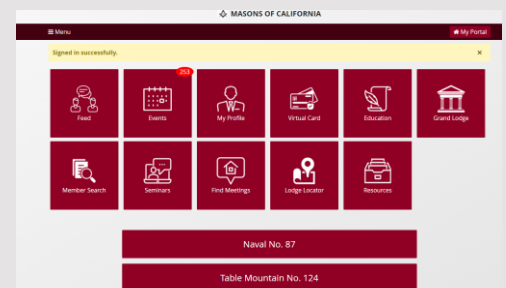 MASONS OF CALIFORNIA
Menu
My Portal
Signed in successfully.
×
253
Feed
Events
My Profile
Virtual Card
Education
Grand Lodge
Member Search
Seminars
Find Meetings
Lodge Locator
Resources
Naval No. 87
Table Mountain No. 124